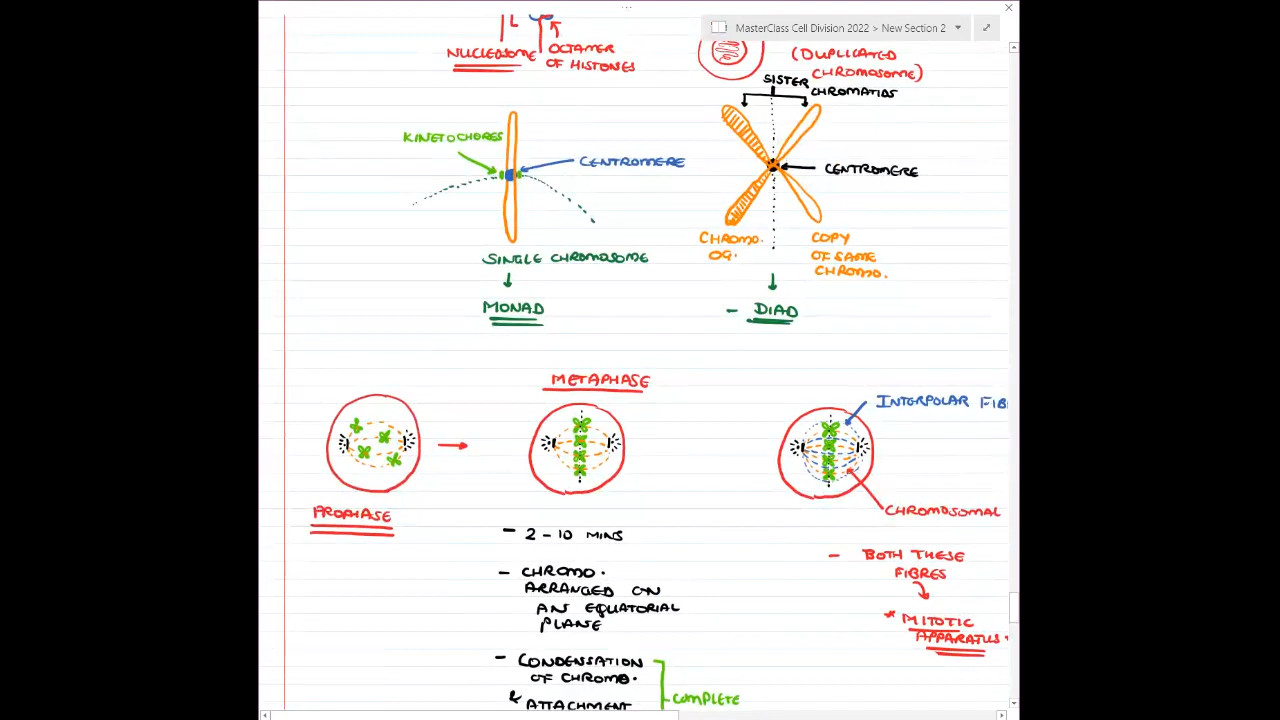 MasterClass Cell Division 2022 > New Section 2
NUCLEOSOME
OCTAMER
OF HISTONES
(DUPLICATED
CHROMOSOME)
SISTER
CHROMATIDS
KINETOCHORES
CENTROMERE
CENTROMERE
SINGLE CHROMOSOME
MONAD
CHROMO.
OG.
COPY
OF SAME
CHROMO.
- DIAD
METAPHASE
INTERPOLAR FIB
PROPHASE
CHROMOSOMAL
- 2-10 MINS
- CHROMO.
ARRANGED ON
AN EQUATORIAL
PLANE
- BOTH THESE
FIBRES
* MITOTIC
APPARATUS.
- CONDENSATION
OF CHROMO.
& ATTACHMENT
COMPLETE